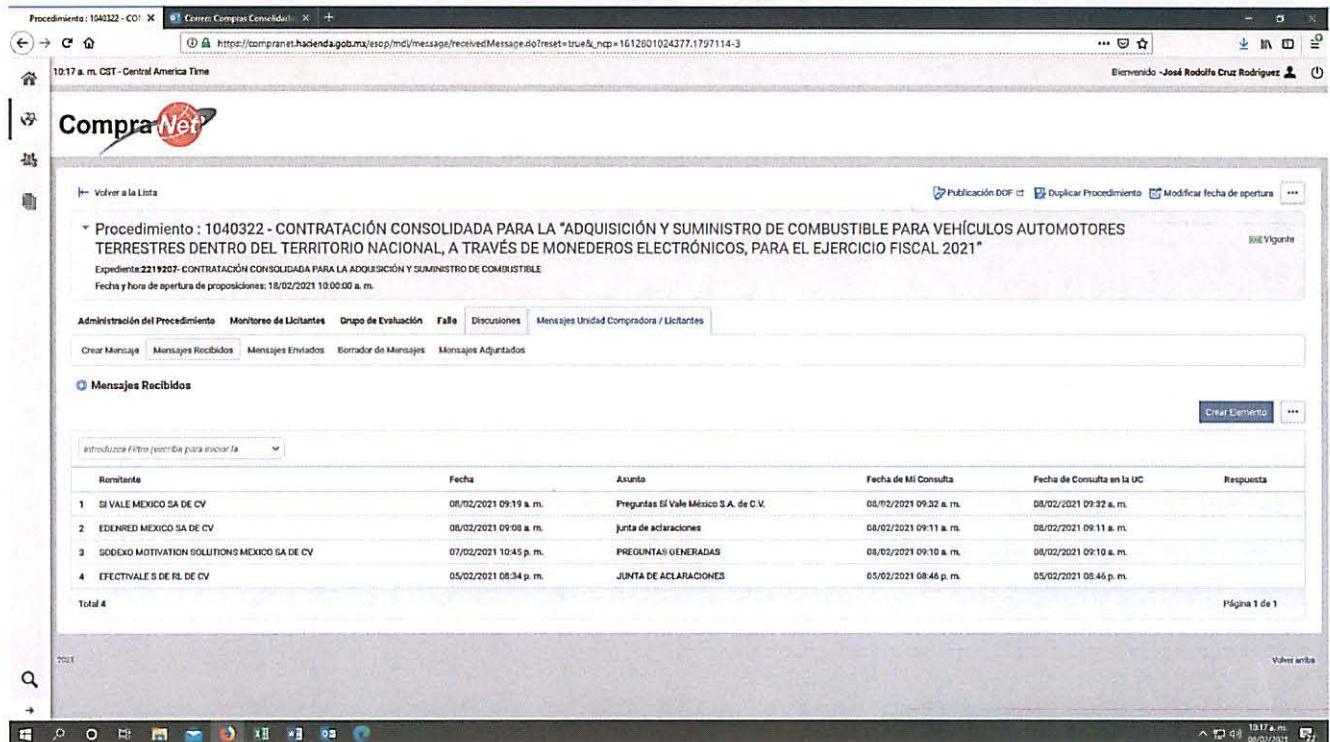 Procedimiento : 1040322 - CO! X Correo: Compras Consolidad X +
https://compranet.hacienda.gob.mx/esop/mdl/message/receivedMessage.do?reset=true&_ncp=1612801024377.1797114-3
10:17 a. m. CST - Central America Time
Bienvenido -José Rodolfo Cruz Rodriguez
CompraNet
Volver a la Lista
Publicación DOF Duplicar Procedimiento Modificar fecha de apertura ...
Procedimiento : 1040322 - CONTRATACIÓN CONSOLIDADA PARA LA "ADQUISICIÓN Y SUMINISTRO DE COMBUSTIBLE PARA VEHÍCULOS AUTOMOTORES
TERRESTRES DENTRO DEL TERRITORIO NACIONAL, A TRAVÉS DE MONEDEROS ELECTRÓNICOS, PARA EL EJERCICIO FISCAL 2021"
Vigente
Expediente:2219207- CONTRATACIÓN CONSOLIDADA PARA LA ADQUISICIÓN Y SUMINISTRO DE COMBUSTIBLE
Fecha y hora de apertura de proposiciones: 18/02/2021 10:00:00 a. m.
Administración del Procedimiento Monitoreo de Licitantes Grupo de Evaluación Fallo Discusiones Mensajes Unidad Compradora / Licitantes
Crear Mensaje Mensajes Recibidos Mensajes Enviados Borrador de Mensajes Mensajes Adjuntados
Mensajes Recibidos
Crear Elemento ...
Introduzca Filtro (escriba para iniciar la
Remitente Fecha Asunto Fecha de Mi Consulta Fecha de Consulta en la UC Respuesta
1 SI VALE MEXICO SA DE CV 08/02/2021 09:19 a. m. Preguntas Sí Vale México S.A. de C.V. 08/02/2021 09:32 a. m. 08/02/2021 09:32 a. m.
2 EDENRED MEXICO SA DE CV 08/02/2021 09:08 a. m. junta de aclaraciones 08/02/2021 09:11 a. m. 08/02/2021 09:11 a. m.
3 SODEXO MOTIVATION SOLUTIONS MEXICO SA DE CV 07/02/2021 10:45 p. m. PREGUNTAS GENERADAS 08/02/2021 09:10 a. m. 08/02/2021 09:10 a. m.
4 EFECTIVALE S DE RL DE CV 05/02/2021 08:34 p. m. JUNTA DE ACLARACIONES 05/02/2021 08:46 p. m. 05/02/2021 08:46 p. m.
Total 4
Página 1 de 1
2021
Volver arriba
10:17 a. m.
08/02/2021